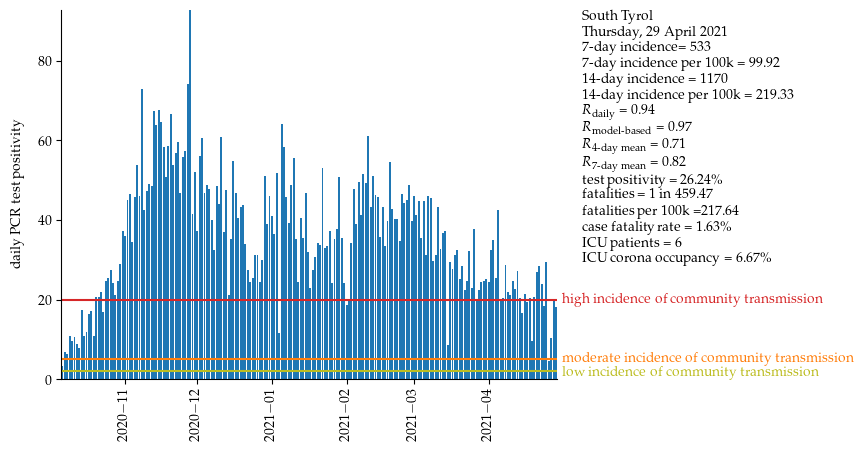 South Tyrol
Thursday, 29 April 2021
7-day incidence= 533
7-day incidence per 100k = 99.92
14-day incidence = 1170
14-day incidence per 100k = 219.33
R daily = 0.94
R model-based = 0.97
R 4-day mean = 0.71
R 7-day mean = 0.82
test positivity = 26.24%
fatalities = 1 in 459.47
fatalities per 100k =217.64
case fatality rate = 1.63%
ICU patients = 6
ICU corona occupancy = 6.67%
daily PCR test positivity
80
60
40
20
0
high incidence of community transmission
moderate incidence of community transmission
low incidence of community transmission
2020−11
2020−12
2021−01
2021−02
2021−03
2021−04